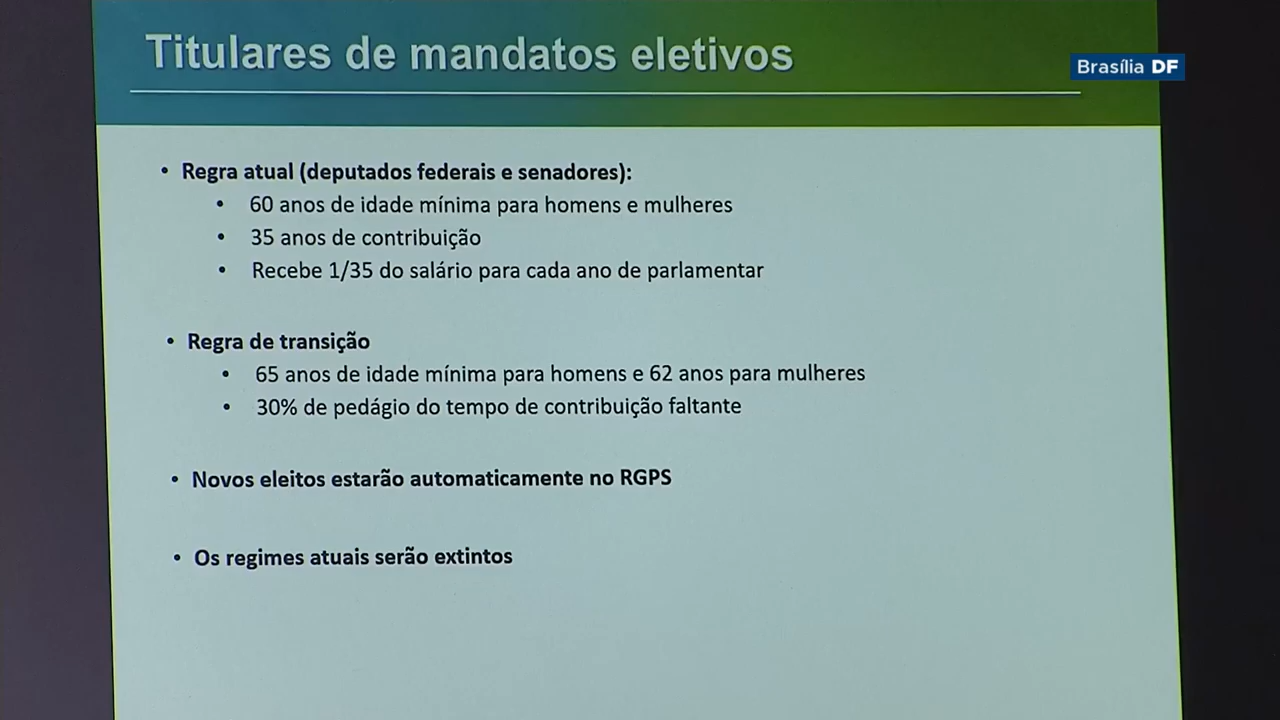 Titulares de mandatos eletivos
Brasília DF
• Regra atual (deputados federais e senadores):
• 60 anos de idade mínima para homens e mulheres
• 35 anos de contribuição
• Recebe 1/35 do salário para cada ano de parlamentar
• Regra de transição
• 65 anos de idade mínima para homens e 62 anos para mulheres
• 30% de pedágio do tempo de contribuição faltante
• Novos eleitos estarão automaticamente no RGPS
• Os regimes atuais serão extintos